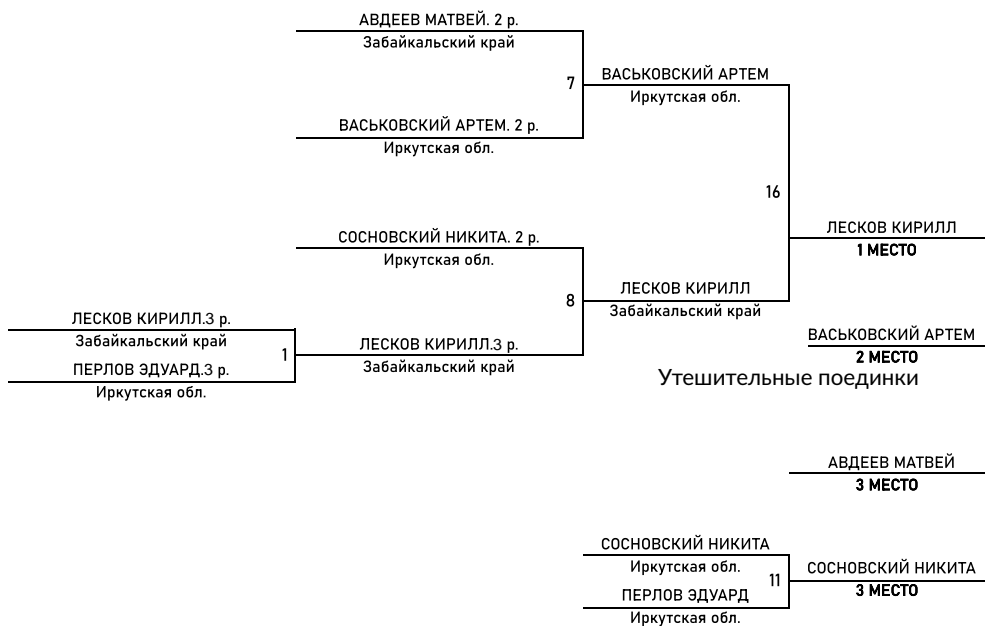 АВДЕЕВ МАТВЕЙ. 2 р.
Забайкальский край
7
ВАСЬКОВСКИЙ АРТЕМ
Иркутская обл.
ВАСЬКОВСКИЙ АРТЕМ. 2 р.
Иркутская обл.
16
ЛЕСКОВ КИРИЛЛ
1 МЕСТО
СОСНОВСКИЙ НИКИТА. 2 р.
Иркутская обл.
8
ЛЕСКОВ КИРИЛЛ
Забайкальский край
ЛЕСКОВ КИРИЛЛ.3 р.
Забайкальский край
1
ЛЕСКОВ КИРИЛЛ.3 р.
Забайкальский край
ПЕРЛОВ ЭДУАРД.3 р.
Иркутская обл.
ВАСЬКОВСКИЙ АРТЕМ
2 МЕСТО
Утешительные поединки
АВДЕЕВ МАТВЕЙ
3 МЕСТО
СОСНОВСКИЙ НИКИТА
Иркутская обл.
11
СОСНОВСКИЙ НИКИТА
3 МЕСТО
ПЕРЛОВ ЭДУАРД
Иркутская обл.